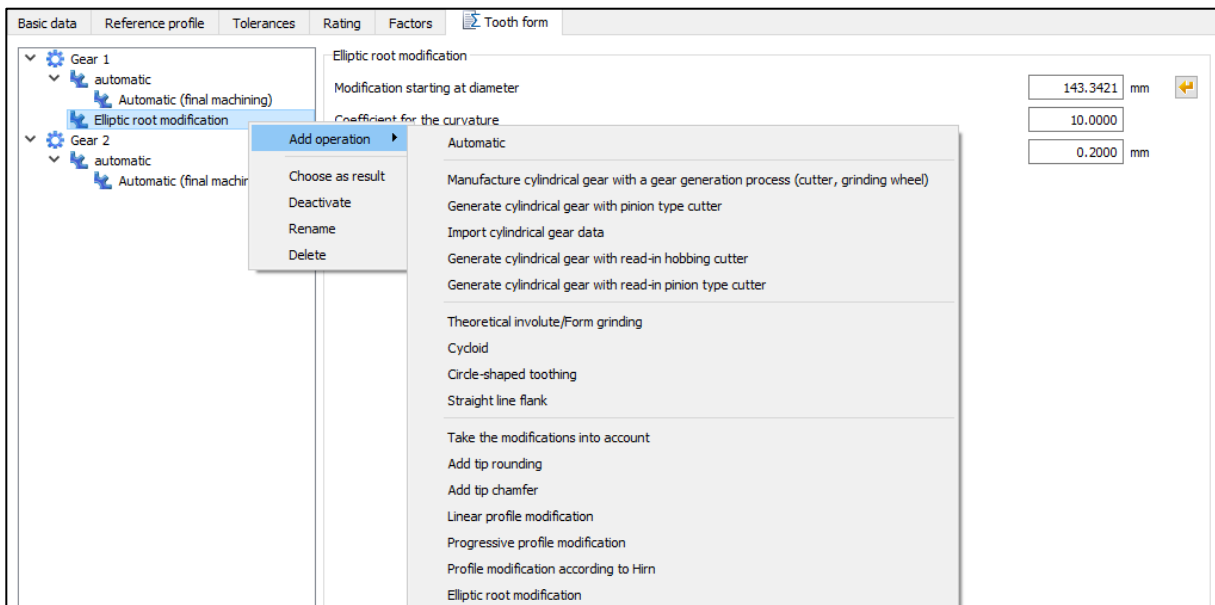 Basic data Reference profile Tolerances Rating Factors Tooth form
Gear 1
automatic
Automatic (final machining)
Elliptic root modification
Gear 2
automatic
Automatic (final machin
Elliptic root modification
Modification starting at diameter 143.3421 mm
Coefficient for the curvature 10.0000
0.2000 mm
Add operation
Choose as result
Deactivate
Rename
Delete
Automatic
Manufacture cylindrical gear with a gear generation process (cutter, grinding wheel)
Generate cylindrical gear with pinion type cutter
Import cylindrical gear data
Generate cylindrical gear with read-in hobbing cutter
Generate cylindrical gear with read-in pinion type cutter
Theoretical involute/Form grinding
Cycloid
Circle-shaped toothing
Straight line flank
Take the modifications into account
Add tip rounding
Add tip chamfer
Linear profile modification
Progressive profile modification
Profile modification according to Hirn
Elliptic root modification